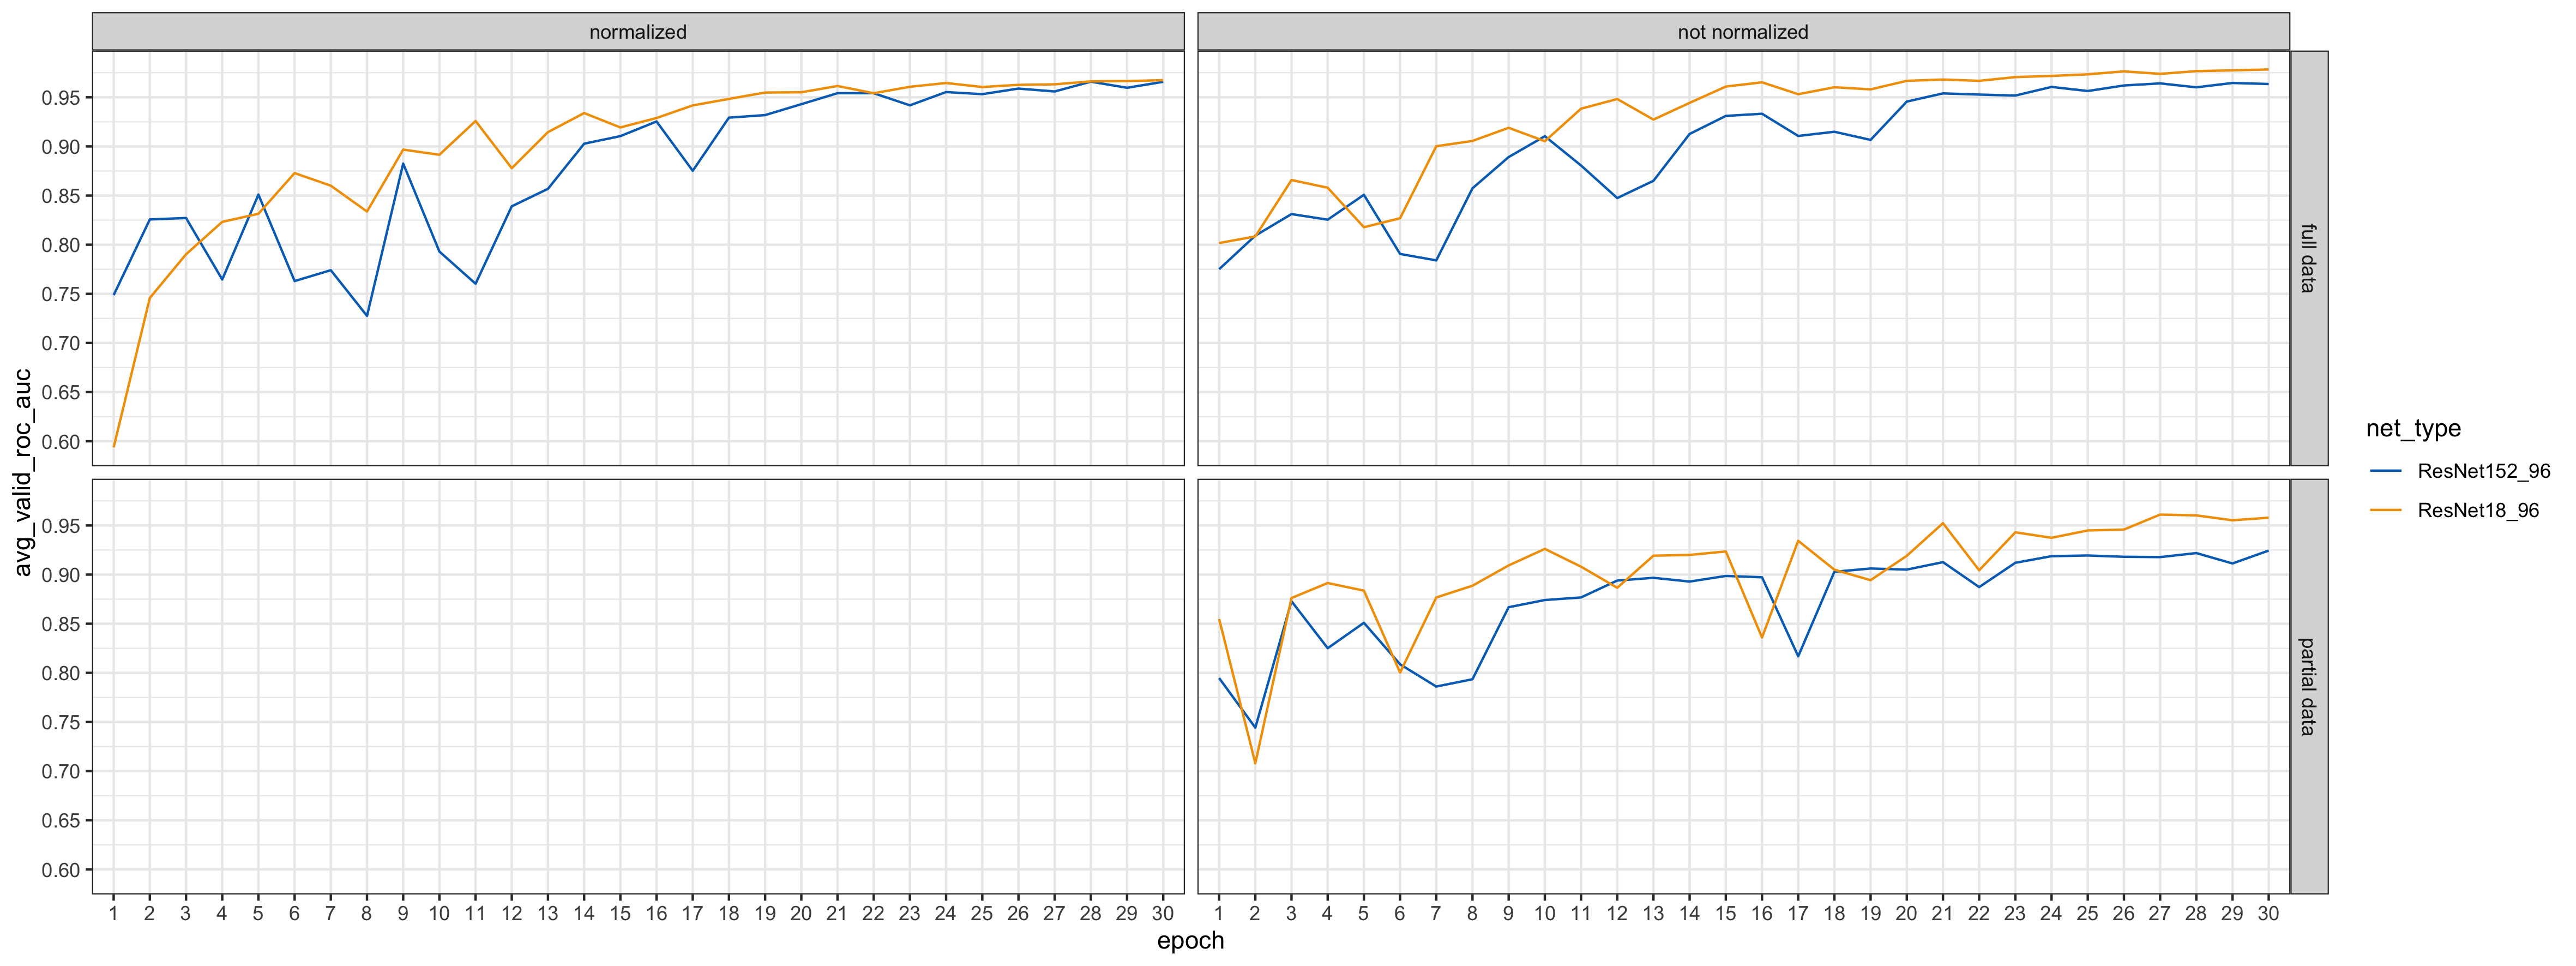 normalized
not normalized
avg_valid_roc_auc
0.95
0.90
0.85
0.80
0.75
0.70
0.65
0.60
full data
0.95
0.90
0.85
0.80
0.75
0.70
0.65
0.60
partial data
1 2 3 4 5 6 7 8 9 10 11 12 13 14 15 16 17 18 19 20 21 22 23 24 25 26 27 28 29 30
1 2 3 4 5 6 7 8 9 10 11 12 13 14 15 16 17 18 19 20 21 22 23 24 25 26 27 28 29 30
epoch
net_type
ResNet152_96
ResNet18_96